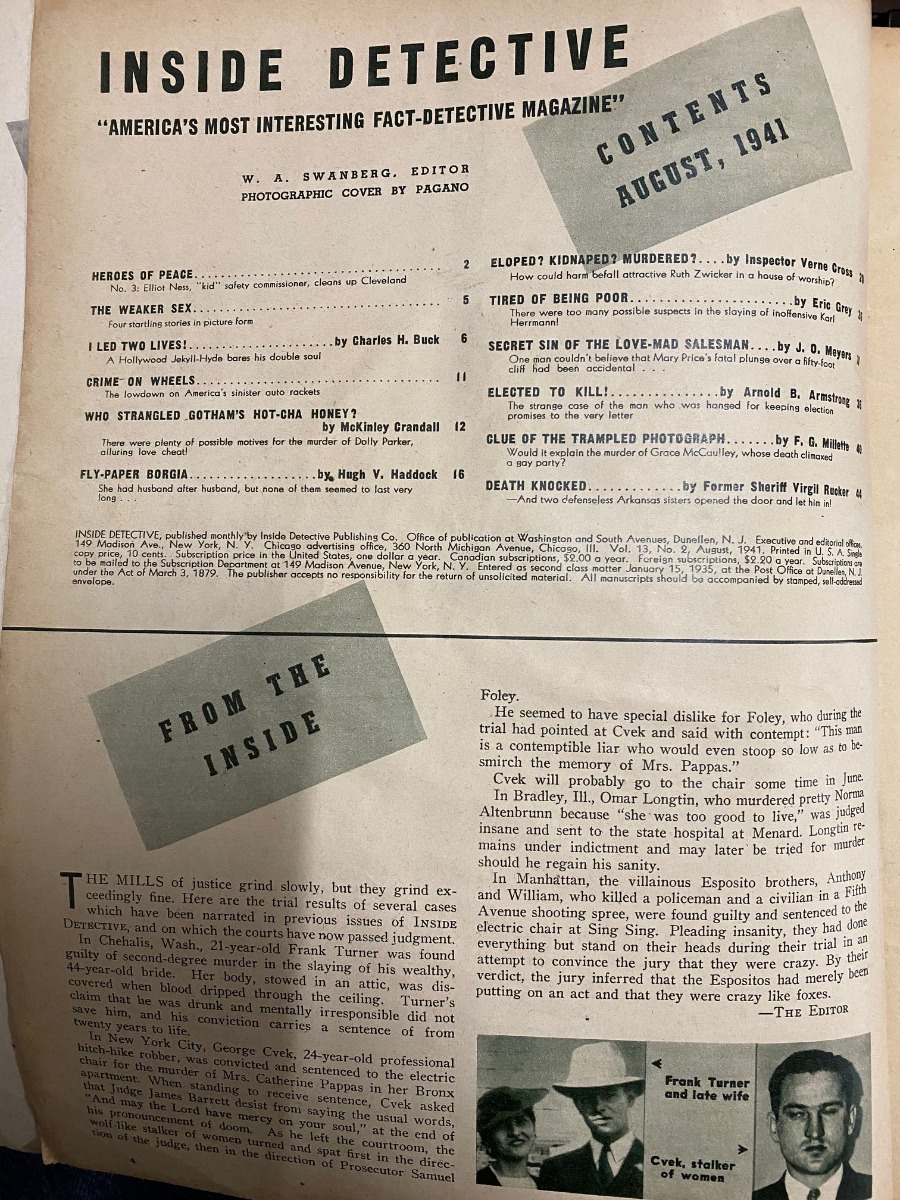 INSIDE DETECTIVE
"AMERICA'S MOST INTERESTING FACT-DETECTIVE MAGAZINE"
CONTENTS
AUGUST, 1941
W. A. SWANBERG, EDITOR
PHOTOGRAPHIC COVER BY PAGANO
HEROES OF PEACE........................................ 2
No. 3: Elliot Ness, "kid" safety commissioner, cleans up Cleveland
THE WEAKER SEX........................................ 5
Four startling stories in picture form
I LED TWO LIVES!........................by Charles H. Buck 6
A Hollywood Jekyll-Hyde bares his double soul
CRIME ON WHEELS....................................... 11
The lowdown on America's sinister auto rackets
WHO STRANGLED GOTHAM'S HOT-CHA HONEY?
by McKinley Crandall 12
There were plenty of possible motives for the murder of Dolly Parker,
alluring love cheat!
FLY-PAPER BORGIA....................by Hugh V. Haddock 16
She had husband after husband, but none of them seemed to last very
long . . .
ELOPED? KIDNAPED? MURDERED?....by Inspector Verne Cross
How could harm befall attractive Ruth Zwicker in a house of worship?
TIRED OF BEING POOR........................by Eric Grey
There were too many possible suspects in the slaying of inoffensive Karl
Herrmann!
SECRET SIN OF THE LOVE-MAD SALESMAN....by J. O. Meyers
One man couldn't believe that Mary Price's fatal plunge over a fifty-foot
cliff had been accidental . . .
ELECTED TO KILL!................by Arnold B. Armstrong
The strange case of the man who was hanged for keeping election
promises to the very letter
CLUE OF THE TRAMPLED PHOTOGRAPH.......by F. G. Millette 40
Would it explain the murder of Grace McCaulley, whose death climaxed
a gay party?
DEATH KNOCKED............by Former Sheriff Virgil Rucker 44
—And two defenseless Arkansas sisters opened the door and let him in!
INSIDE DETECTIVE, published monthly by Inside Detective Publishing Co. Office of publication at Washington and South Avenues, Dunellen, N. J. Executive and editorial offices,
149 Madison Ave., New York, N. Y. Chicago advertising office, 360 North Michigan Avenue, Chicago, Ill. Vol. 13, No. 2, August, 1941. Printed in U. S. A. Single
copy price, 10 cents. Subscription price in the United States, one dollar a year. Canadian subscriptions, $2.00 a year. Foreign subscriptions, $2.20 a year. Subscriptions are
to be mailed to the Subscription Department at 149 Madison Avenue, New York, N. Y. Entered as second class matter January 15, 1935, at the Post Office at Dunellen, N. J.
under the Act of March 3, 1879. The publisher accepts no responsibility for the return of unsolicited material. All manuscripts should be accompanied by stamped, self-addressed
envelope.
FROM THE
INSIDE
THE MILLS of justice grind slowly, but they grind ex-
ceedingly fine. Here are the trial results of several cases
which have been narrated in previous issues of INSIDE
DETECTIVE, and on which the courts have now passed judgment.
In Chehalis, Wash., 21-year-old Frank Turner was found
guilty of second-degree murder in the slaying of his wealthy,
44-year-old bride. Her body, stowed in an attic, was dis-
covered when blood dripped through the ceiling. Turner's
claim that he was drunk and mentally irresponsible did not
save him, and his conviction carries a sentence of from
twenty years to life.
In New York City, George Cvek, 24-year-old professional
hitch-hike robber, was convicted and sentenced to the electric
chair for the murder of Mrs. Catherine Pappas in her Bronx
apartment. When standing to receive sentence, Cvek asked
that Judge James Barrett desist from saying the usual words,
"And may the Lord have mercy on your soul," at the end of
his pronouncement of doom. As he left the courtroom, the
wolf-like stalker of women turned and spat first in the direc-
tion of the judge, then in the direction of Prosecutor Samuel
Foley.
He seemed to have special dislike for Foley, who during the
trial had pointed at Cvek and said with contempt: "This man
is a contemptible liar who would even stoop so low as to be-
smirch the memory of Mrs. Pappas."
Cvek will probably go to the chair some time in June.
In Bradley, Ill., Omar Longtin, who murdered pretty Norma
Altenbrunn because "she was too good to live," was judged
insane and sent to the state hospital at Menard. Longtin re-
mains under indictment and may later be tried for murder
should he regain his sanity.
In Manhattan, the villainous Esposito brothers, Anthony
and William, who killed a policeman and a civilian in a Fifth
Avenue shooting spree, were found guilty and sentenced to the
electric chair at Sing Sing. Pleading insanity, they had done
everything but stand on their heads during their trial in an
attempt to convince the jury that they were crazy. By their
verdict, the jury inferred that the Espositos had merely been
putting on an act and that they were crazy like foxes.
—THE EDITOR
Frank Turner
and late wife
Cvek, stalker
of women